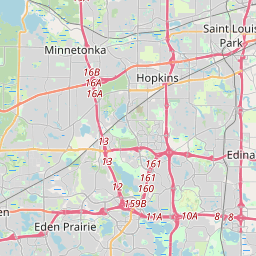 Saint Louis
Park
Minnetonka
16B
Hopkins
16A
16A
13
13
Edina
161
161
12
160
159B
11A
10A
8
8
en
Eden Prairie